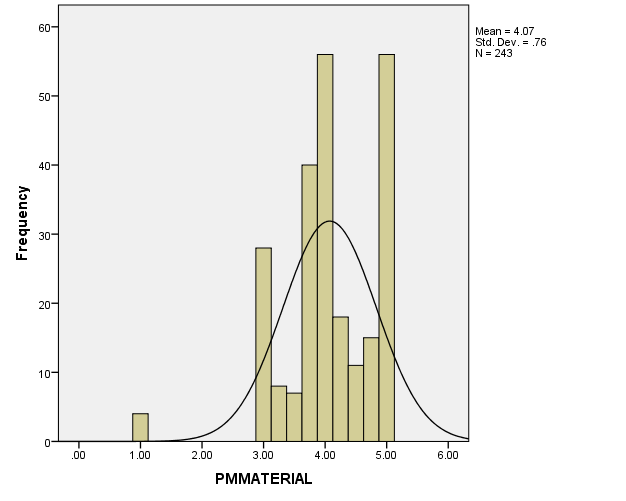 Mean = 4.07
Std. Dev. = .76
N = 243
60
50
40
30
20
10
0
Frequency
.00 1.00 2.00 3.00 4.00 5.00 6.00
PMMATERIAL